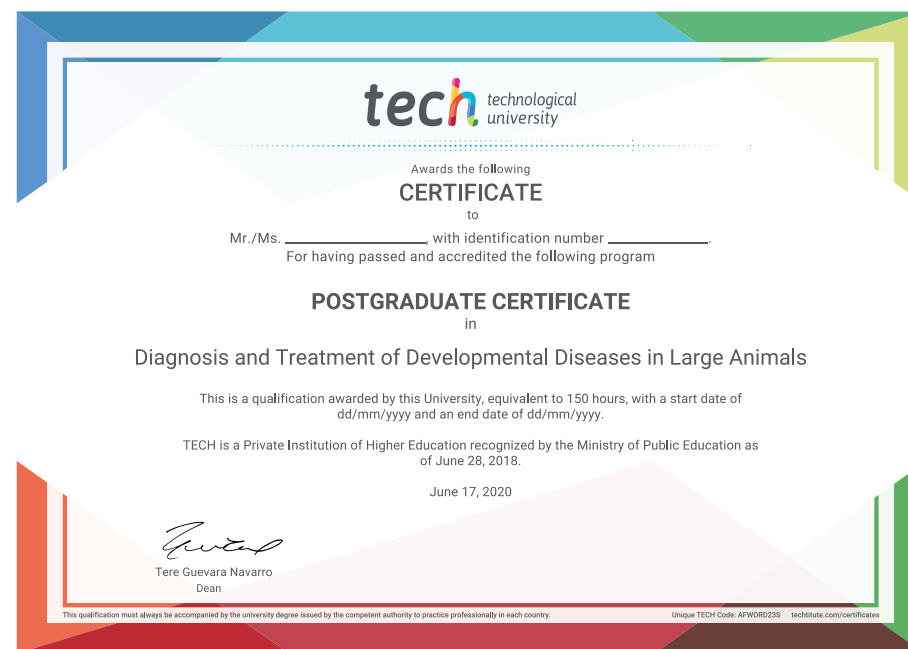 tech technological
university
Awards the following
CERTIFICATE
to
Mr./Ms. ____________, with identification number ____________.
For having passed and accredited the following program
POSTGRADUATE CERTIFICATE
in
Diagnosis and Treatment of Developmental Diseases in Large Animals
This is a qualification awarded by this University, equivalent to 150 hours, with a start date of
dd/mm/yyyy and an end date of dd/mm/yyyy.
TECH is a Private Institution of Higher Education recognized by the Ministry of Public Education as
of June 28, 2018.
June 17, 2020
Tere Guevara Navarro
Dean
This qualification must always be accompanied by the university degree issued by the competent authority to practice professionally in each country. Unique TECH Code: AFWORD23S techtitute.com/certificates